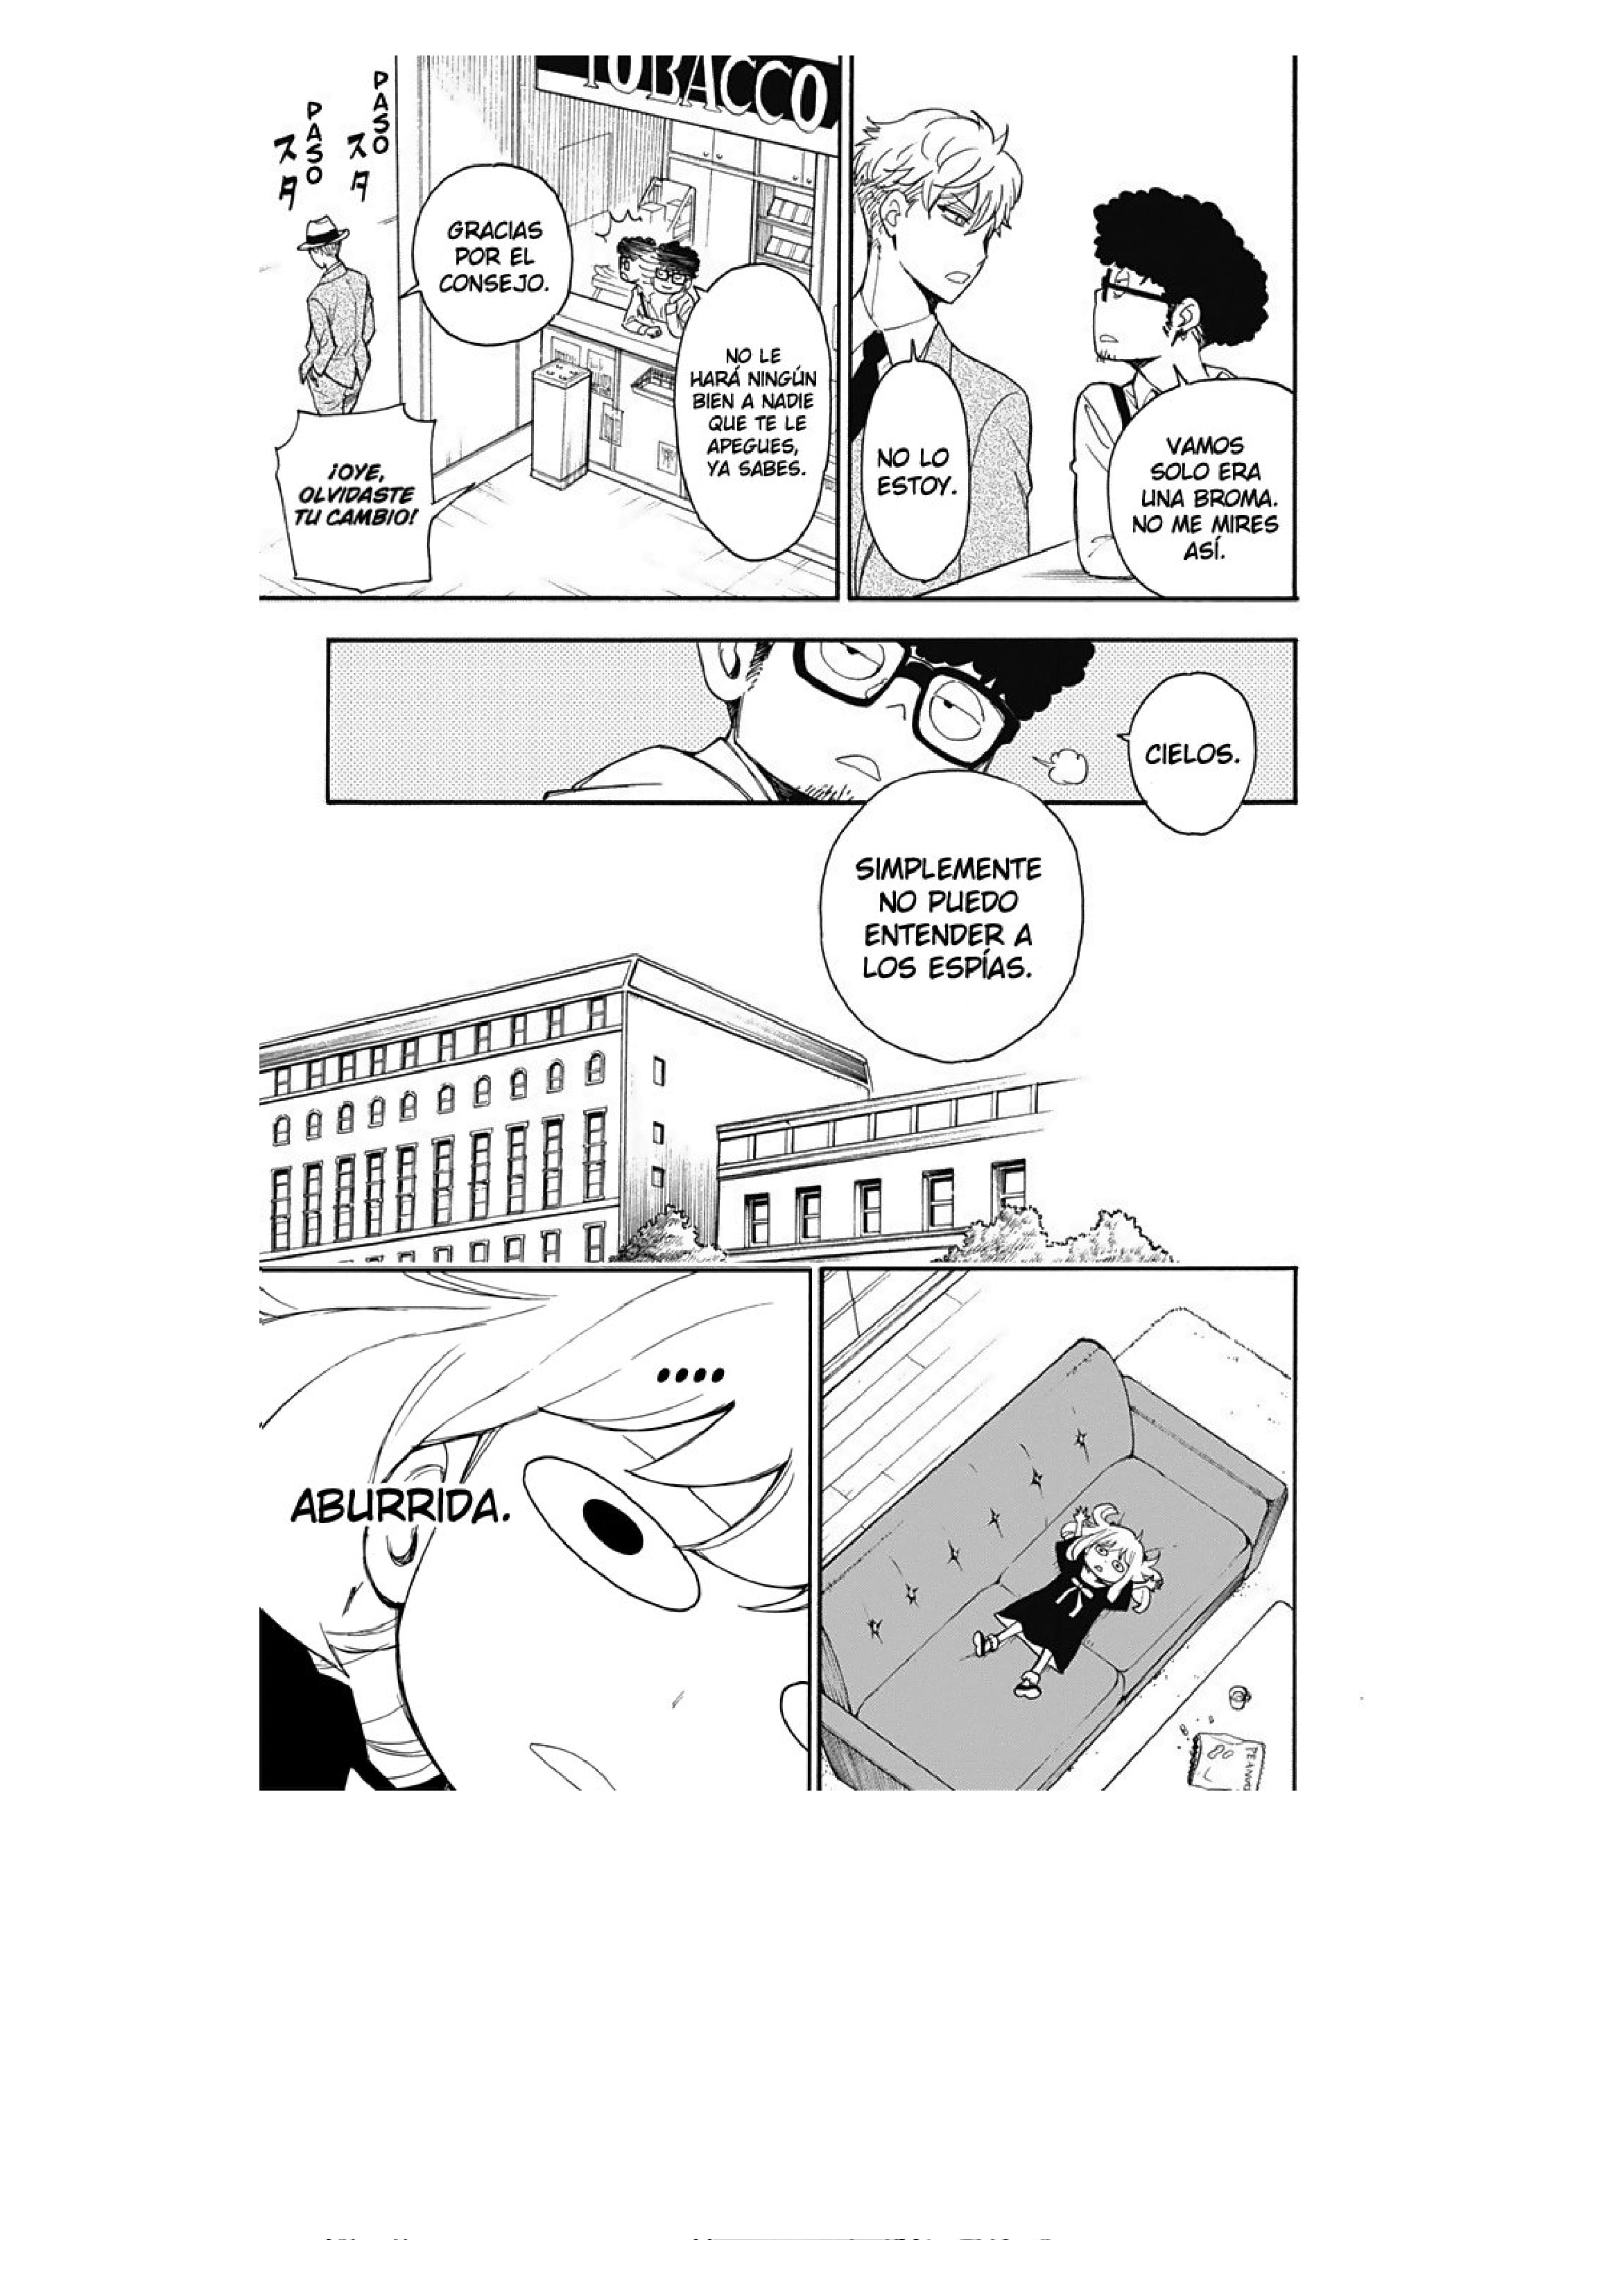 VAMOS
SOLO ERA
UNA BROMA.
NO ME MIRES
ASÍ.
NO LO
ESTOY.
TOBACCO
NO LE
HARÁ NINGÚN
BIEN A NADIE
QUE TE LE
APEGUES,
YA SABES.
GRACIAS
POR EL
CONSEJO.
PASO
スタ
PASO
スタ
¡OYE,
OLVIDASTE
TU CAMBIO!
CIELOS.
SIMPLEMENTE
NO PUEDO
ENTENDER A
LOS ESPÍAS.
PEANUTS
....
ABURRIDA.